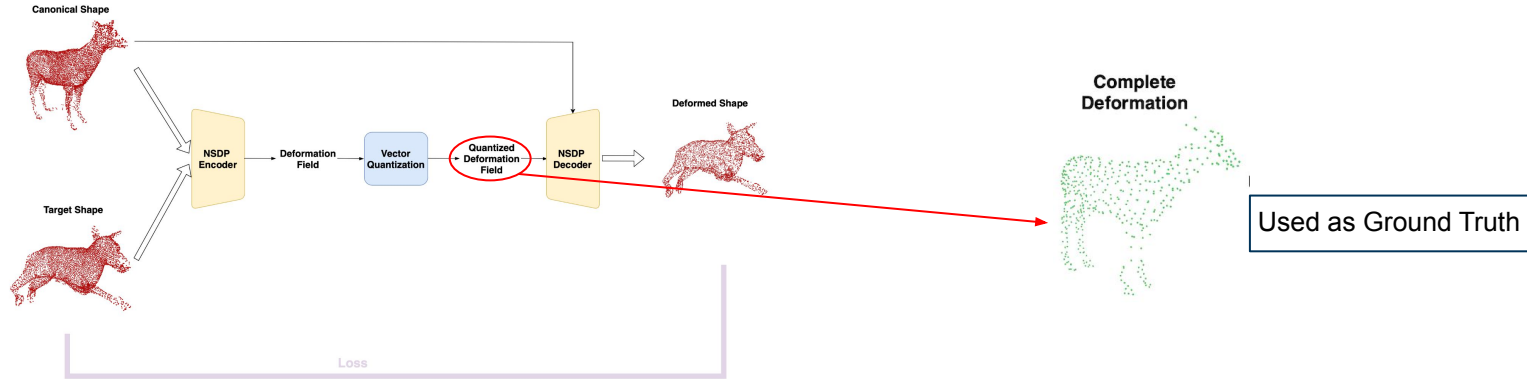 Canonical Shape
Complete
Deformation
Deformed Shape
NSDP
Encoder
Deformation
Field
Vector
Quantization
Quantized
Deformation
Field
NSDP
Decoder
Used as Ground Truth
Target Shape
Loss